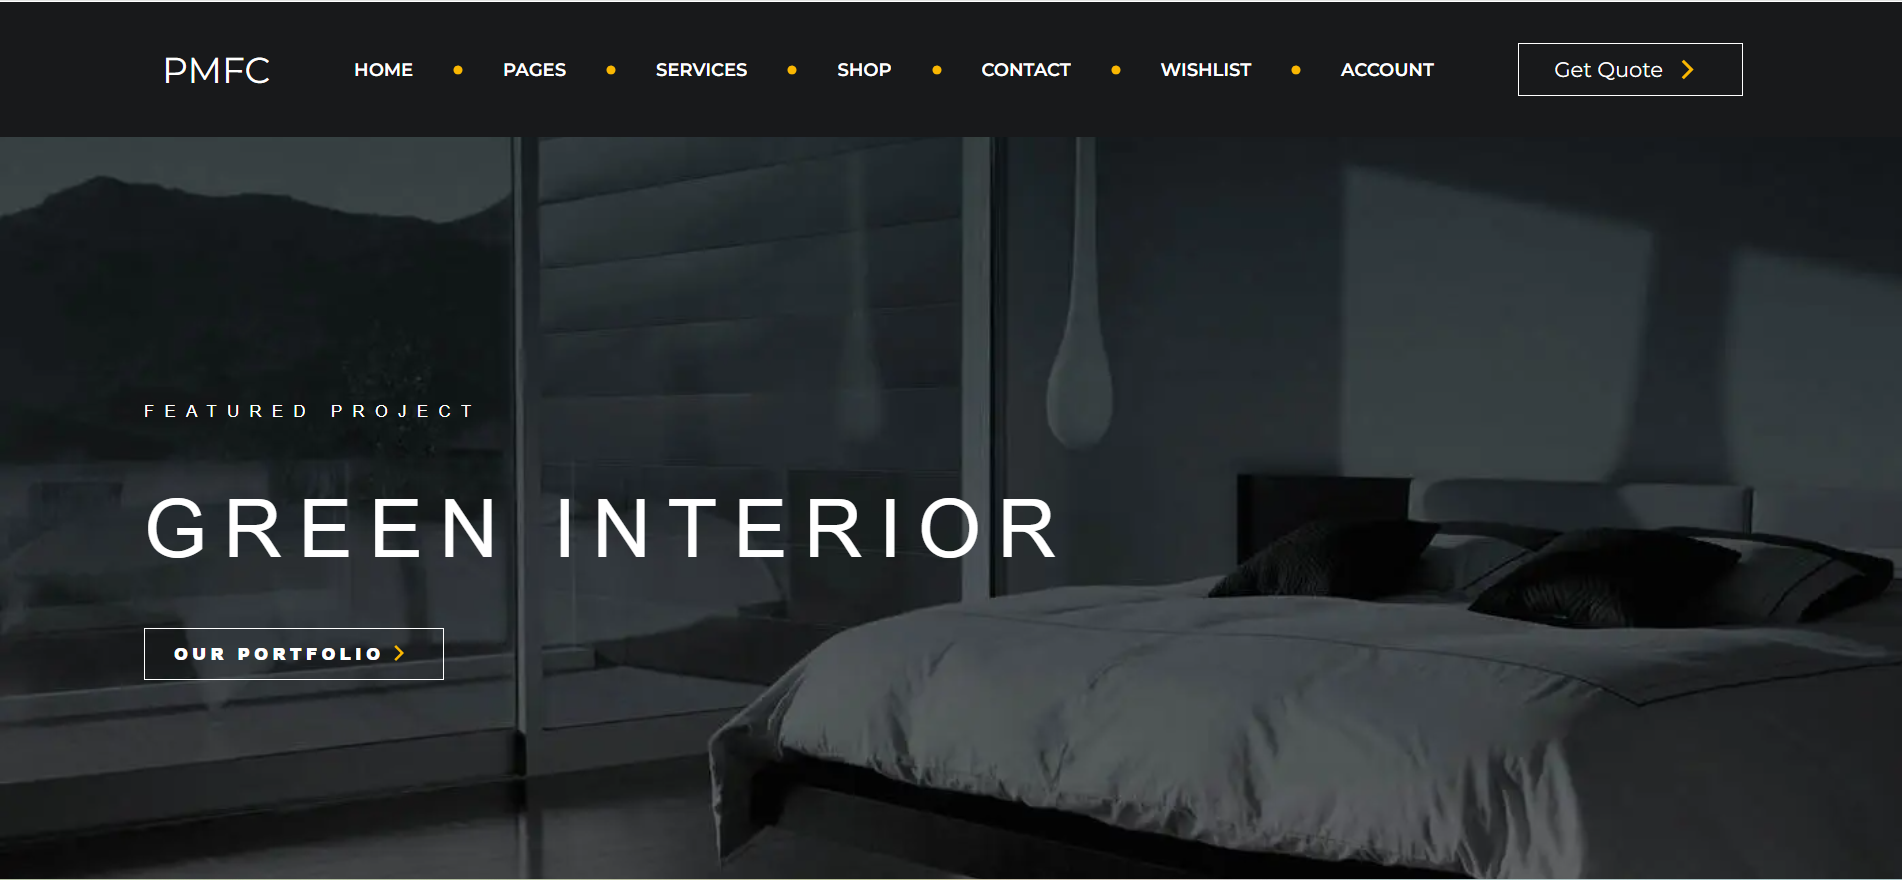 PMFC HOME PAGES SERVICES SHOP CONTACT WISHLIST ACCOUNT Get Quote
FEATURED PROJECT
GREEN INTERIOR
OUR PORTFOLIO